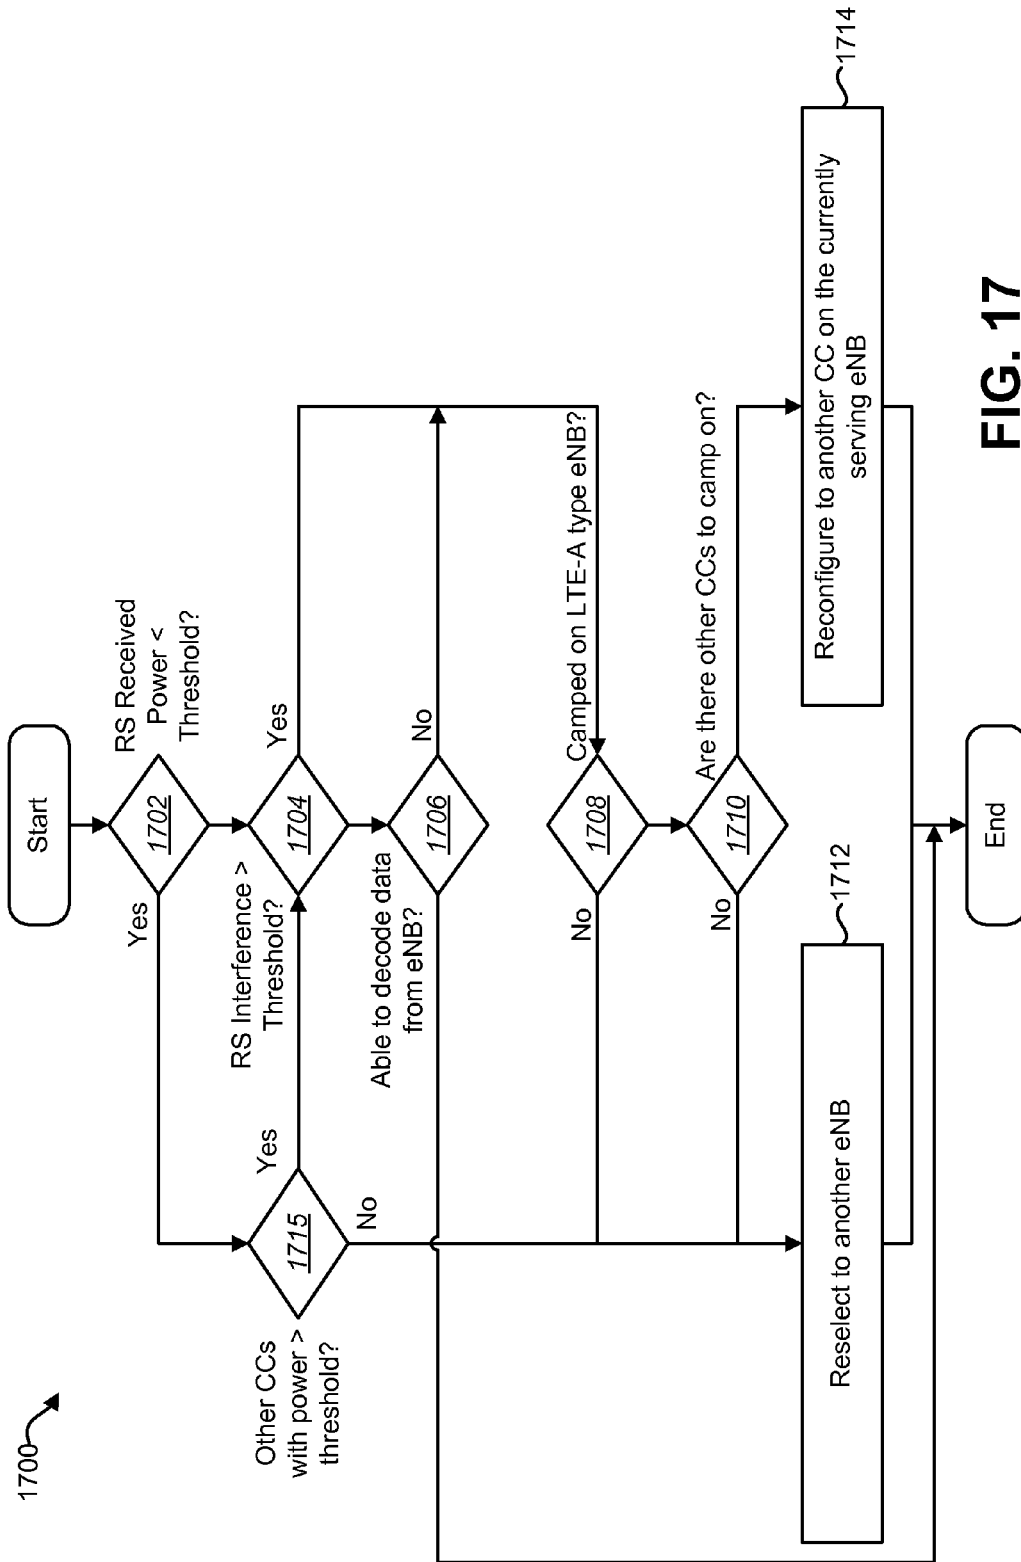 1700
Start
RS Received
Power <
Threshold?
1702
Yes
Other CCs
with power >
threshold?
1715
Yes
No
RS Interference >
Threshold?
1704
Yes
Able to decode data
from eNB?
1706
No
Camped on LTE-A type eNB?
1708
No
Are there other CCs to camp on?
1710
No
1712
Reselect to another eNB
1714
Reconfigure to another CC on the currently
serving eNB
End
FIG. 17